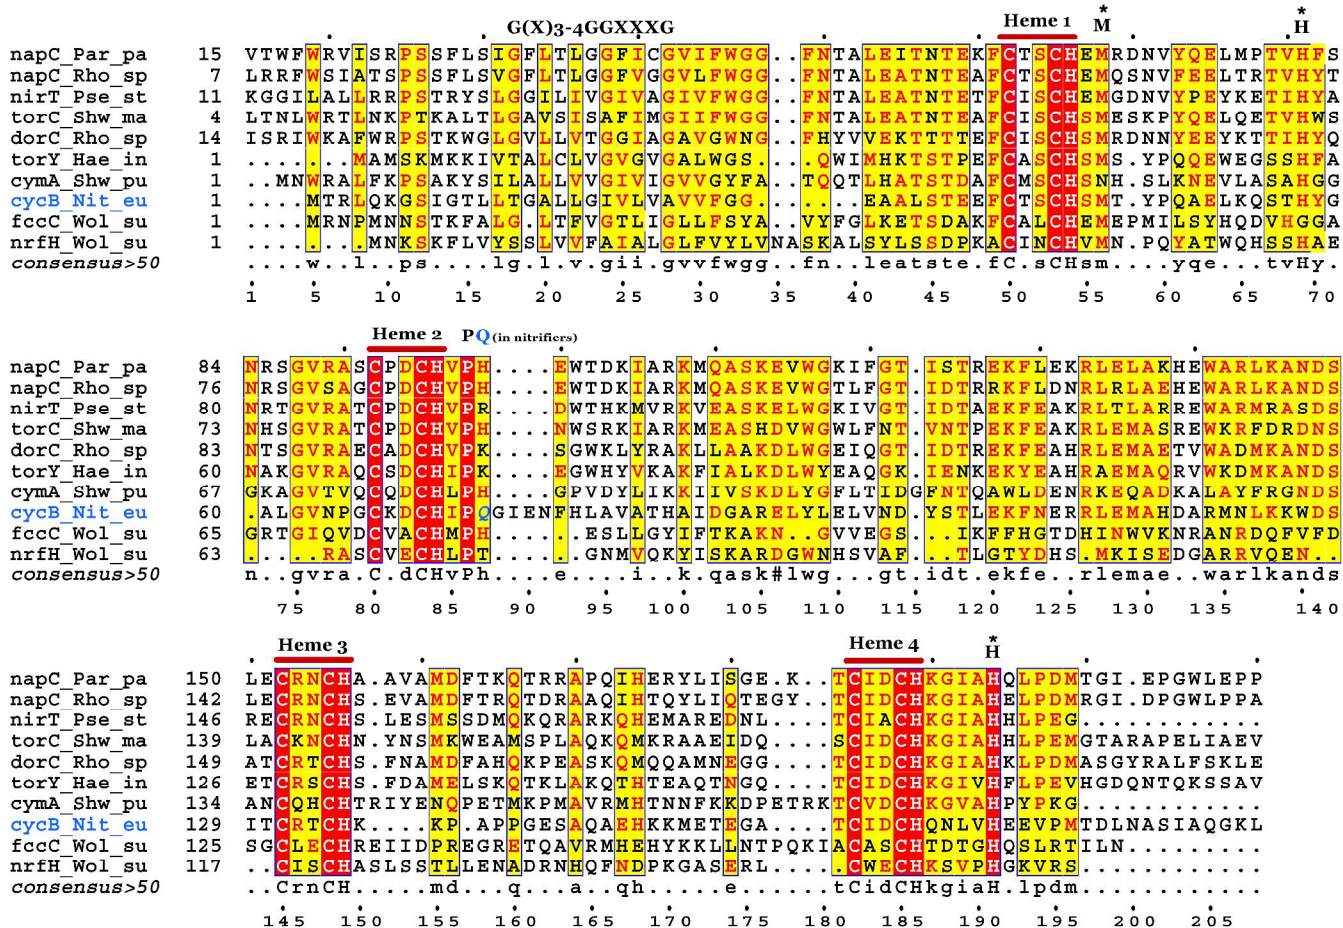 G(X)3-4GGXXXG Heme 1 * M * H
napC_Par_pa 15 VTWFWRVISRPSSFLSIGFLTLGGFICGVIFWGG..FNTALEITNTEKFCTSCHEMRDNVYQELMPTVHFS
napC_Rho_sp 7 LRRFWSIATSPSSFLSVGFLTLGGFVGGVLFWGG..FNTALEATNTEAFCTSCHEMQSNVFEELTRTVHYT
nirT_Pse_st 11 KGGILALLRRPSTRYSLGGILIVGIVAGIVFWGG..FNTALEATNTETFCISCHEMGDNVYPEYKETIHYA
torC_Shw_ma 4 LTNLWRTLNKPTKALTLGAVSISAFIMGIIFWGG..FNTALEATNTEEFCISCHSMESKPYQELQETVHWS
dorC_Rho_sp 14 ISRIWKAFWRPSTKWGLGVLLVTGGIAGAVGWNG..FHYVVEKTTTTEFCISCHSMRDNNYEEYKTTIHYQ
torY_Hae_in 1 .......MAMSKMKKIVTALCLVGVGVGALWGS...QWIMHKTSTPEFCASCHSMS.YPQQEWEGSSHFA
cymA_Shw_pu 1 ..MNWRALFKPSAKYSILALLVVGIVIGVVGYFA..TQQTLHATSTDAFCMSCHSNH.SLKNEVLASAHGG
cycB_Nit_eu 1 .....MTRLQKGSIGTLLTGALLGIVLVAVVFGG......EAALSTEEFCTSCHSMT.YPQAELKQSTHYG
fccC_Wol_su 1 ....MRNPMNNSTKFALG.LTFVGTLIGLLFSYA..VYFGLKETSDAKFCALCHEMEPMILSYHQDVHGGA
nrfH_Wol_su 1 ........MNKSKFLVYSSLVVFAIALGLFVYLVNASKALSYLSSDPKACINCHVMN.PQYATWQHSSHAE
consensus>50 ....w..l..ps....lg.l.v.gii.gvvfwgg.fn..leatste.fC.sCHsm....yqe...tvHy.
1 5 10 15 20 25 30 35 40 45 50 55 60 65 70
Heme 2 P Q (in nitrifiers)
napC_Par_pa 84 NRSGVRASCPDCHVPH....EWTDKIARKMQASKEVWGKIFGT.ISTREKFLEKRLELAKHEWARLKANDS
napC_Rho_sp 76 NRSGVSAGCPDCHVPH....EWTDKIARKMQASKEVWGTLFGT.IDTRRKFLDNRLRLAEHEWARLKANDS
nirT_Pse_st 80 NRTGVRATCPDCHVPR....DWTHKMVRKVEASKELWGKIVGT.IDTAEKFEAKRLTLARREWARMRASDS
torC_Shw_ma 73 NHSGVRATCPDCHVPH....NWSRKIARKMEASHDVWGWLFNT.VNTPEKFEAKRLEMASREWKRFDRDNS
dorC_Rho_sp 83 NTSGVRAECADCHVPK....SGWKLYRAKLLAAKDLWGEIQGT.IDTREKFEAHRLEMAETVWADMKANDS
torY_Hae_in 60 NAKGVRAQCSDCHIPK....EGWHYVKAKFIALKDLWYEAQGK.IENKEKYEAHRAEMAQRVWKDMKANDS
cymA_Shw_pu 67 GKAGVTVQCQDCHLPH....GPVDYLIKKIIVSKDLYGFLTIDGFNTQAWLDENRKEQADKALAYFRGNDS
cycB_Nit_eu 60 ALGVNPGCKDCHIPQGIENFHLAVATHAIDGARELYLELVND.YSTLEKFNERRLEMAHDARMNLKKWDS
fccC_Wol_su 65 GRTGIQVDCVACHMPH.....ESLLGYIFTKAKN.GVVEGS...IKFFHGTDHINWVKNRANRDQFVFD
nrfH_Wol_su 63 ...RASCVECHLPT.....GNMVQKYISKARDGWNHSVAF...TLGTYDHS.MKISEDGARRVQEN..
consensus>50 n..gvra.C.dCHvPh....e....i..k.qask#lwg...gt.idt.ekfe..rlemae..warlkands
75 80 85 90 95 100 105 110 115 120 125 130 135 140
Heme 3 Heme 4 * H
napC_Par_pa 150 LECRNCHA.AVAMDFTKQTRRAPQIHERYLISGE.K..TCIDCHKGIAHQLPDMTGI.EPGWLEPP
napC_Rho_sp 142 LECRNCHS.EVAMDFTRQTARAAQIHTQYLIQTEGY..TCIDCHKGIAHELPDMRGI.DPGWLPPA
nirT_Pse_st 146 RECRNCHS.LESMSSDMQKQRARKQHEMAREDNL....TCIACHKGIAHHLPEG............
torC_Shw_ma 139 LACKNCHN.YNSMKWEAMSPLAQKQMKRAAEIDQ....SCIDCHKGIAHHLPEMGTARAPELIAEV
dorC_Rho_sp 149 ATCRTCHS.FNAMDFAHQKPEASKQMQQAMNEGG....TCIDCHKGIAHKLPDMASGYRALFSKLE
torY_Hae_in 126 ETCRSCHS.FDAMELSKQTKLAKQTHTEAQTNGQ....TCIDCHKGIVHFLPEVHGDQNTQKSSAV
cymA_Shw_pu 134 ANCQHCHTRIYENQPETMKPMAVRMHTNNFKKDPETRKTCVDCHKGVAHPYPKG............
cycB_Nit_eu 129 ITCRTCHK....KP.APPGESAQAEHKKMETEGA....TCIDCHQNLVHEEVPMTDLNASIAQGKL
fccC_Wol_su 125 SGCLECHREIIDPREGRETQAVRMHEHYKKLLNTPQKIACASCHTDTGHQSLRTILN.........
nrfH_Wol_su 117 .CISCHASLSSTLLENADRNHQFNDPKGASERL....CWECHKSVPHGKVRS............
consensus>50 .CrnCH.....md...q...a..qh.....e......tCidCHkgiaH.lpdm............
145 150 155 160 165 170 175 180 185 190 195 200 205